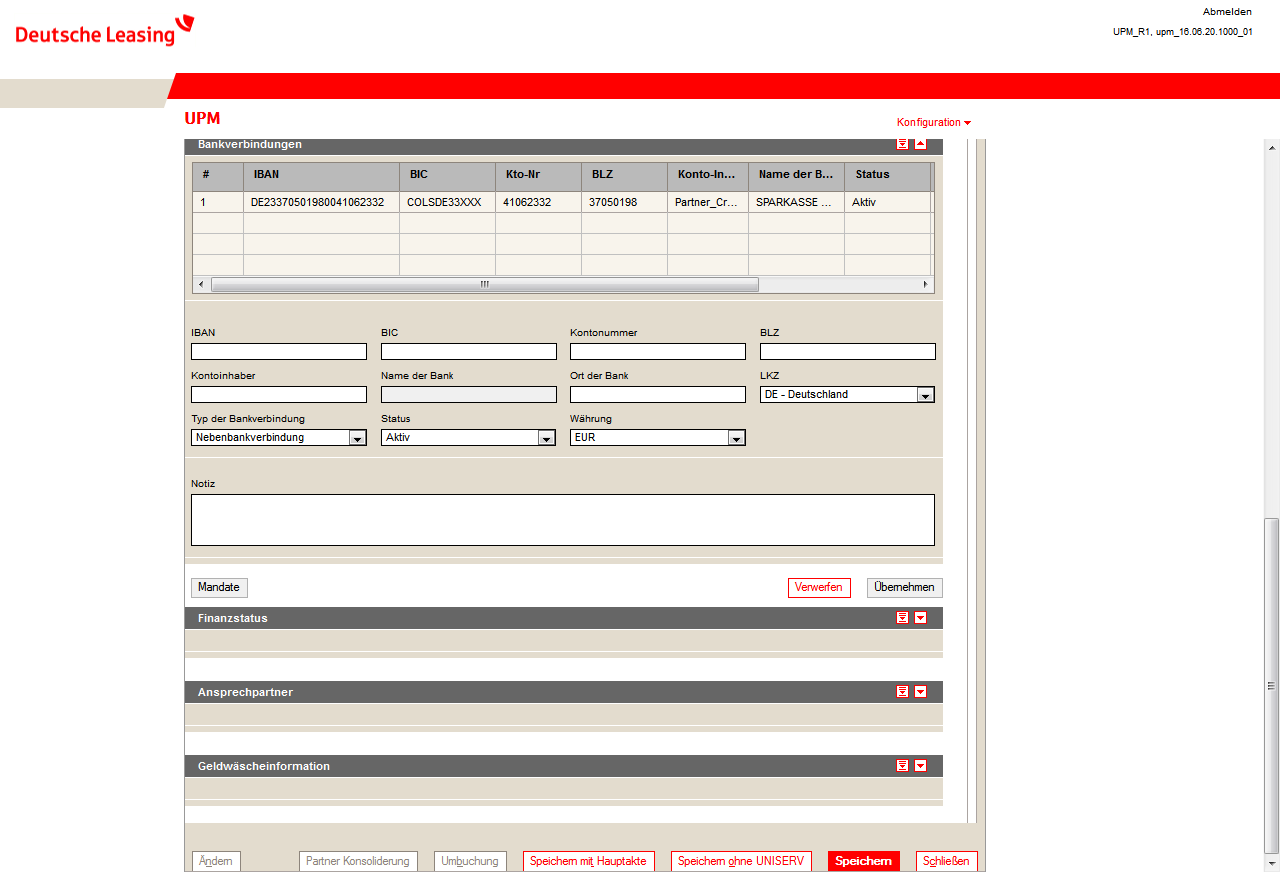 Deutsche Leasing
Abmelden
UPM_R1, upm_16.06.20.1000_01
UPM
Konfiguration
Bankverbindungen
# IBAN BIC Kto-Nr BLZ Konto-In... Name der B... Status
1 DE23370501980041062332 COLSDE33XXX 41062332 37050198 Partner_Cr... SPARKASSE ... Aktiv
IBAN BIC Kontonummer BLZ
Kontoinhaber Name der Bank Ort der Bank LKZ
DE - Deutschland
Typ der Bankverbindung Status Währung
Nebenbankverbindung Aktiv EUR
Notiz
Mandate Verwerfen Übernehmen
Finanzstatus
Ansprechpartner
Geldwäscheinformation
Ändern Partner Konsoliderung Umbuchung Speichern mit Hauptakte Speichern ohne UNISERV Speichern Schließen